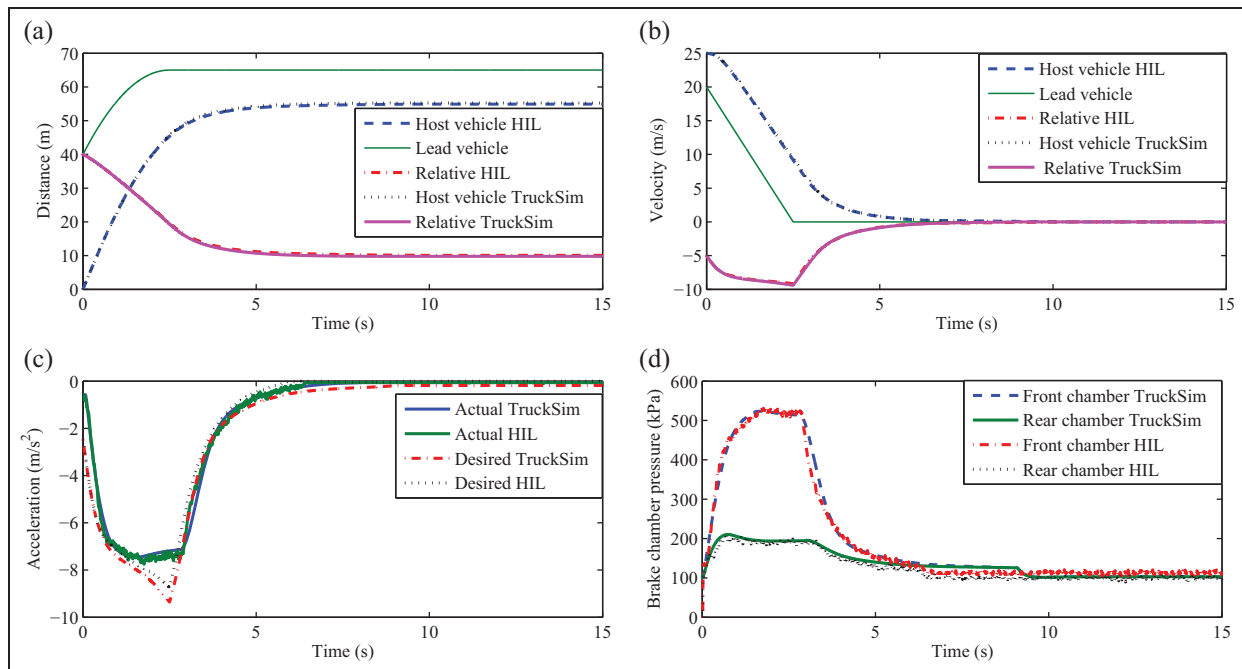 (a)
70
60
50
40
30
20
10
0
Distance (m)
Host vehicle HIL
Lead vehicle
Relative HIL
Host vehicle TruckSim
Relative TruckSim
0
5
10
15
Time (s)
(b)
25
20
15
10
5
0
−5
−10
Velocity (m/s)
Host vehicle HIL
Lead vehicle
Relative HIL
Host vehicle TruckSim
Relative TruckSim
0
5
10
15
Time (s)
(c)
0
−2
−4
−6
−8
−10
Acceleration (m/s²)
Actual TruckSim
Actual HIL
Desired TruckSim
Desired HIL
0
5
10
15
Time (s)
(d)
600
500
400
300
200
100
0
Brake chamber pressure (kPa)
Front chamber TruckSim
Rear chamber TruckSim
Front chamber HIL
Rear chamber HIL
0
5
10
15
Time (s)